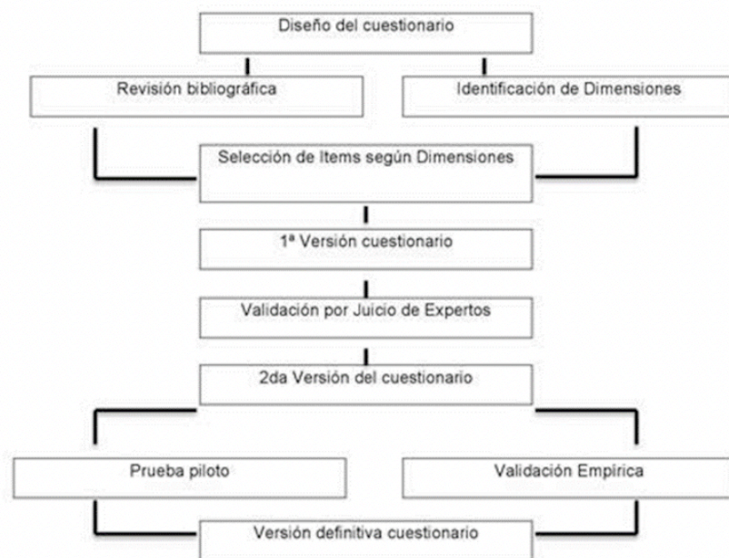 Diseño del cuestionario
Revisión bibliográfica
Identificación de Dimensiones
Selección de Items según Dimensiones
1ª Versión cuestionario
Validación por Juicio de Expertos
2da Versión del cuestionario
Prueba piloto
Validación Empírica
Versión definitiva cuestionario